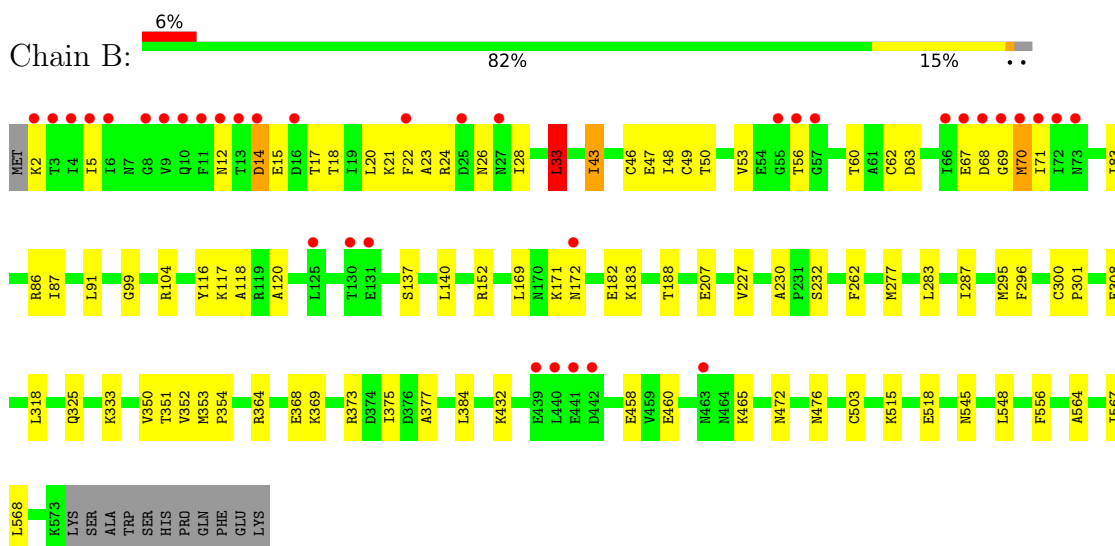 6%
Chain B:
82% 15% • •
MET K2 T3 I4 I5 I6 N7 G8 V9 Q10 F11 N12 T13 D14 E15 D16 T17 T18 I19 L20 K21 F22 A23 R24 D25 N26 N27 I28 L33 I43 C46 E47 I48 C49 T50 V53 E54 G55 T56 G57 T60 A61 C62 D63 I66 E67 D68 G69 M70 I71 I72 N73
R86 I87 L91 G99 R104 Y116 K117 A118 R119 A120 L125 T130 E131 S137 L140 R152 L169 N170 K171 N172 E182 K183 T188 E207 V227 A230 P231 S232 F262 M277 L283 I287 M295 F296 C300 P301
L318 Q325 K333 V350 T351 V352 M353 P354 R364 E368 K369 R373 D374 I375 D376 A377 L384 K432 E439 L440 E441 D442 E458 V459 E460 N463 N464 K465 N472 N476 C503 K515 E518 N545 L548 F556 A564
L568 K573 LYS SER ALA TRP SER HIS PRO GLN PHE GLU LYS